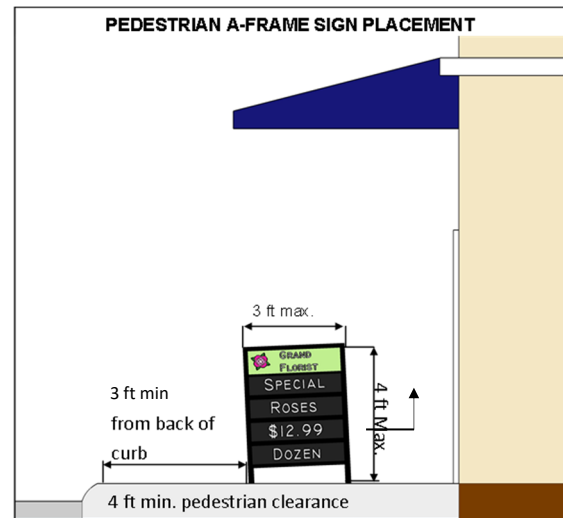 PEDESTRIAN A-FRAME SIGN PLACEMENT
3 ft max.
GRAND
FLORIST
SPECIAL
ROSES
$12.99
DOZEN
4 ft Max.
3 ft min
from back of
curb
4 ft min. pedestrian clearance